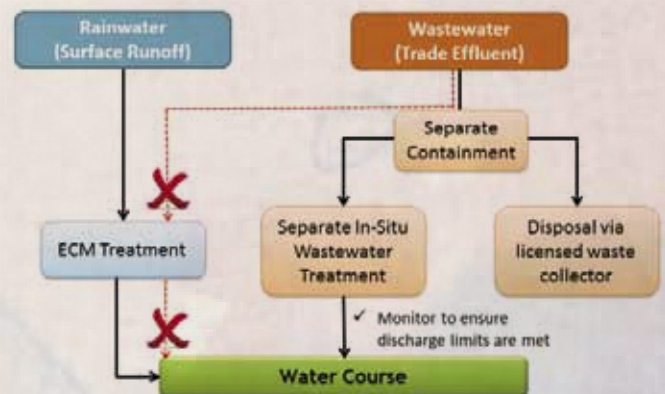 Rainwater
(Surface Runoff)
Wastewater
(Trade Effluent)
Separate
Containment
ECM Treatment
Separate In-Situ
Wastewater
Treatment
Disposal via
licensed waste
collector
✓ Monitor to ensure
discharge limits are met
Water Course